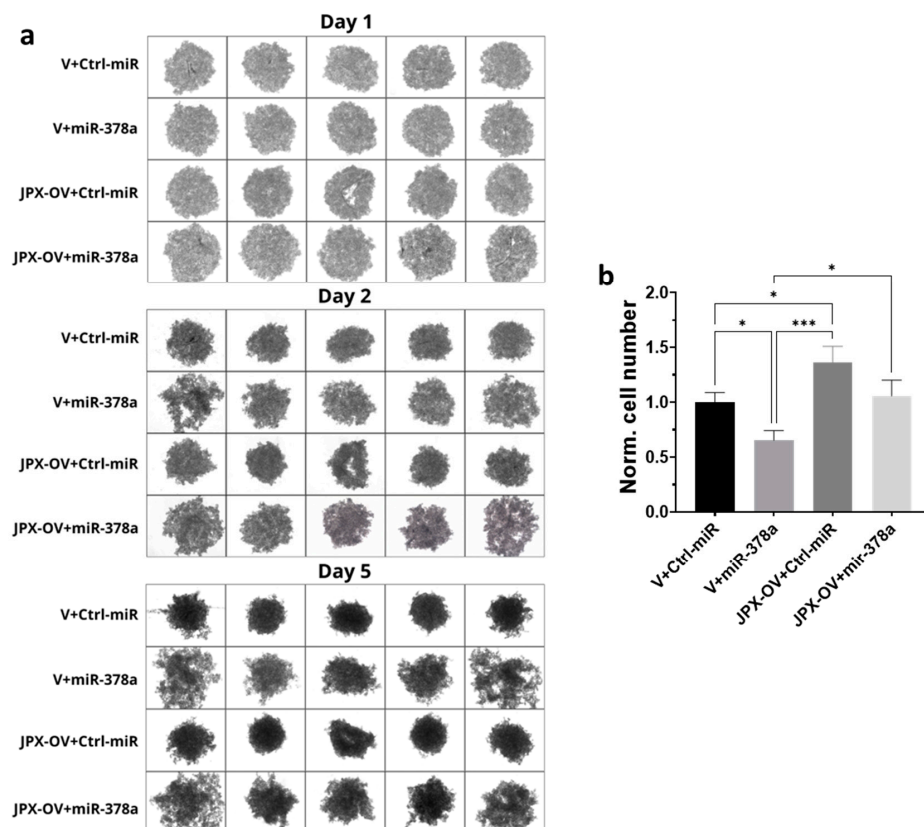 a
Day 1
V+Ctrl-miR
V+miR-378a
JPX-OV+Ctrl-miR
JPX-OV+miR-378a
Day 2
V+Ctrl-miR
V+miR-378a
JPX-OV+Ctrl-miR
JPX-OV+miR-378a
Day 5
V+Ctrl-miR
V+miR-378a
JPX-OV+Ctrl-miR
JPX-OV+miR-378a
b
*
*
*
***
2.0
1.5
1.0
0.5
0.0
Norm. cell number
V+Ctrl-miR
V+miR-378a
JPX-OV+Ctrl-miR
JPX-OV+mir-378a